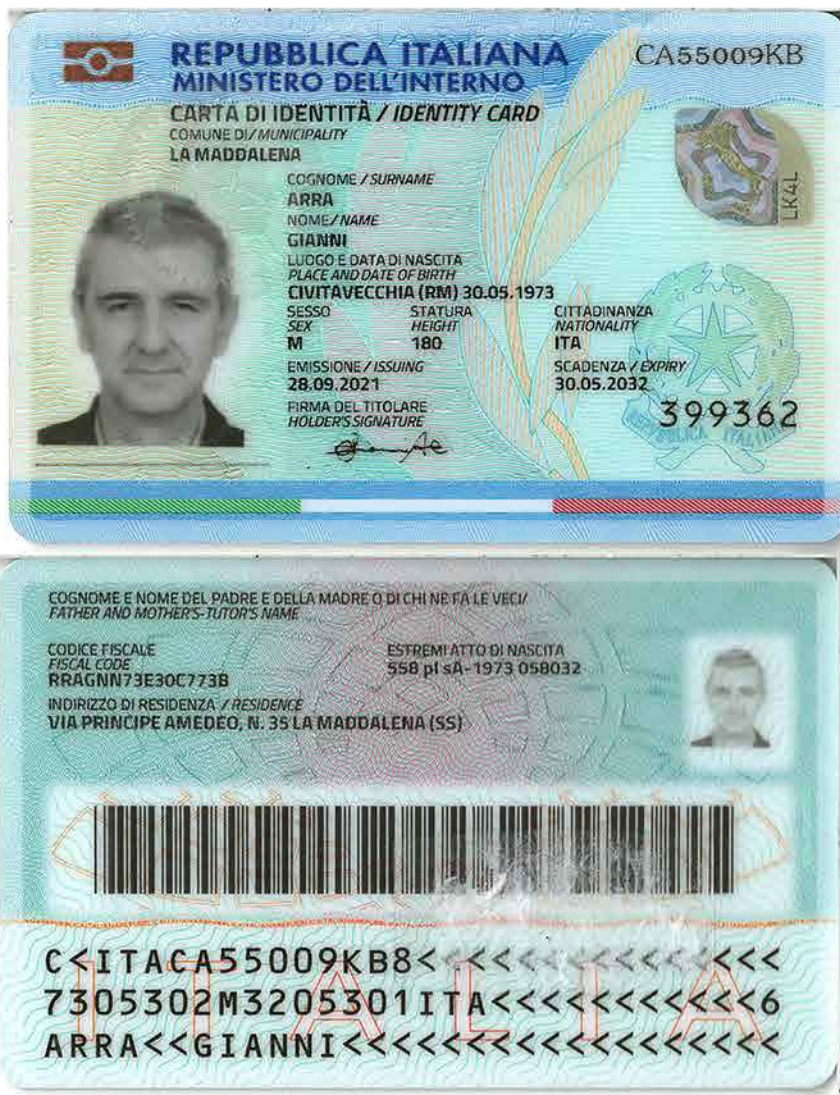 REPUBBLICA ITALIANA
MINISTERO DELL'INTERNO
CA55009KB
CARTA DI IDENTITÀ / IDENTITY CARD
COMUNE DI / MUNICIPALITY
LA MADDALENA
COGNOME / SURNAME
ARRA
NOME / NAME
GIANNI
LUOGO E DATA DI NASCITA
PLACE AND DATE OF BIRTH
CIVITAVECCHIA (RM) 30.05.1973
SESSO STATURA CITTADINANZA
SEX HEIGHT NATIONALITY
M 180 ITA
EMISSIONE / ISSUING SCADENZA / EXPIRY
28.09.2021 30.05.2032
FIRMA DEL TITOLARE
HOLDER'S SIGNATURE
399362
LK4L
REPUBBLICA ITALIANA
COGNOME E NOME DEL PADRE E DELLA MADRE O DI CHI NE FA LE VECI/
FATHER AND MOTHER'S-TUTOR'S NAME
CODICE FISCALE ESTREMI ATTO DI NASCITA
FISCAL CODE 558 pI sA-1973 058032
RRAGNN73E30C773B
INDIRIZZO DI RESIDENZA / RESIDENCE
VIA PRINCIPE AMEDEO, N. 35 LA MADDALENA (SS)
C<ITACA55009KB8<<<<<<<<<<<<<<<
7305302M3205301ITA<<<<<<<<<<<6
ARRA<<GIANNI<<<<<<<<<<<<<<<<<<
ITALIA